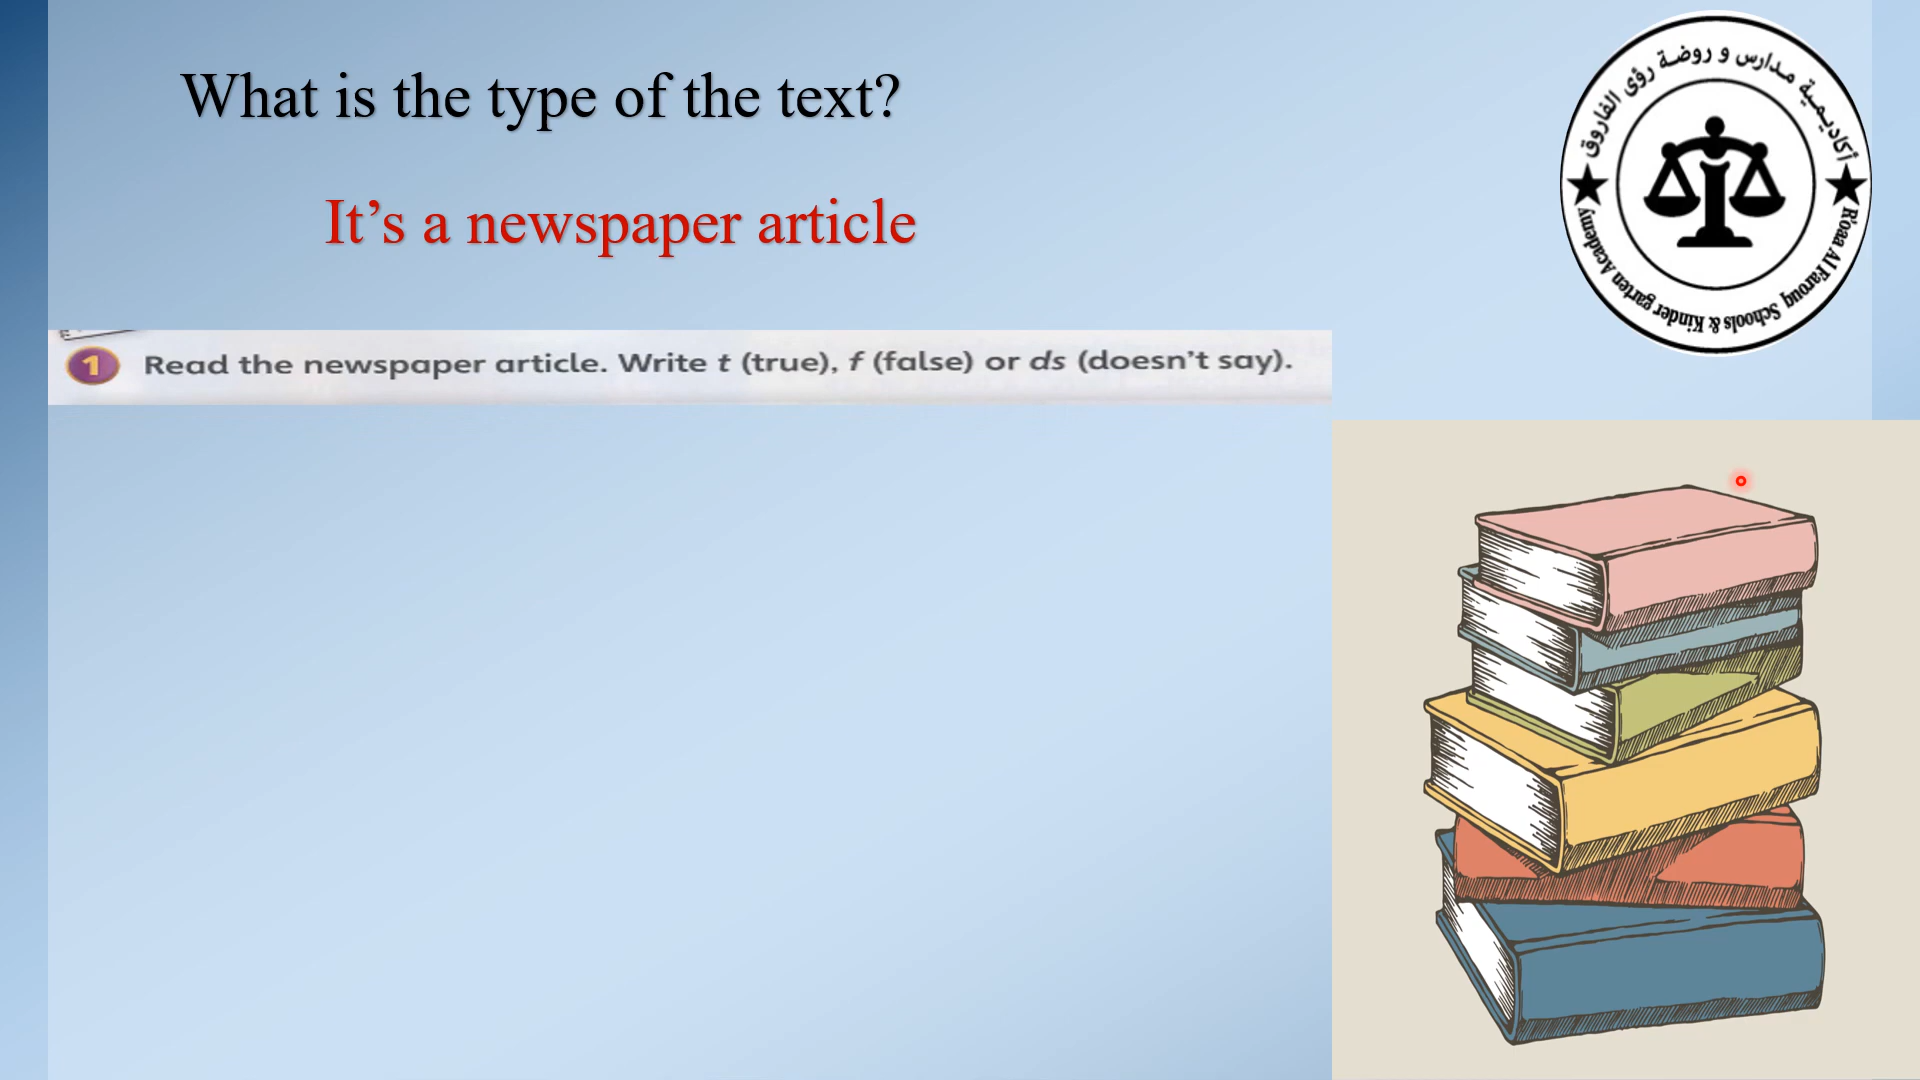 What is the type of the text?
It’s a newspaper article
1 Read the newspaper article. Write t (true), f (false) or ds (doesn’t say).
أكاديمية مدارس و روضة رؤى الفاروق
R'oaa Al Farouq Schools & Kinder garten Academy